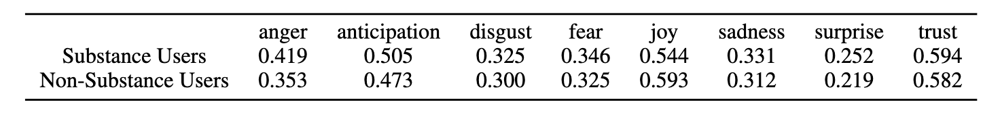 anger anticipation disgust fear joy sadness surprise trust
Substance Users 0.419 0.505 0.325 0.346 0.544 0.331 0.252 0.594
Non-Substance Users 0.353 0.473 0.300 0.325 0.593 0.312 0.219 0.582